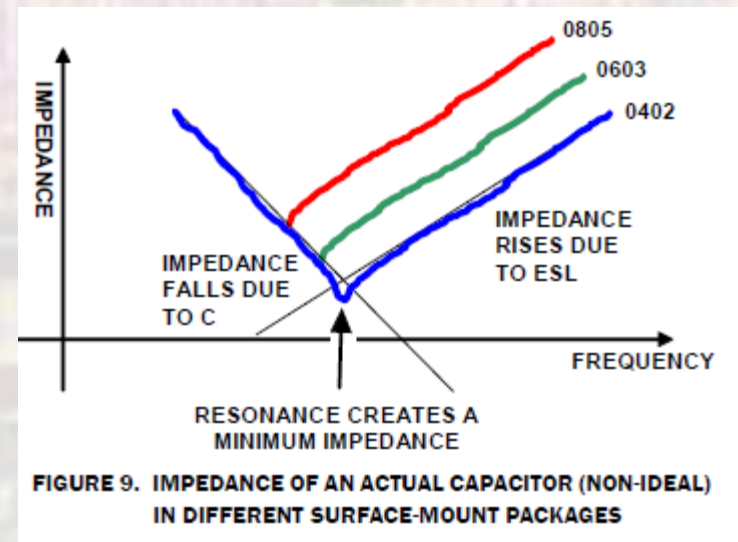 0805
0603
0402
IMPEDANCE
IMPEDANCE
RISES DUE
TO ESL
IMPEDANCE
FALLS DUE
TO C
FREQUENCY
RESONANCE CREATES A
MINIMUM IMPEDANCE
FIGURE 9. IMPEDANCE OF AN ACTUAL CAPACITOR (NON-IDEAL)
IN DIFFERENT SURFACE-MOUNT PACKAGES